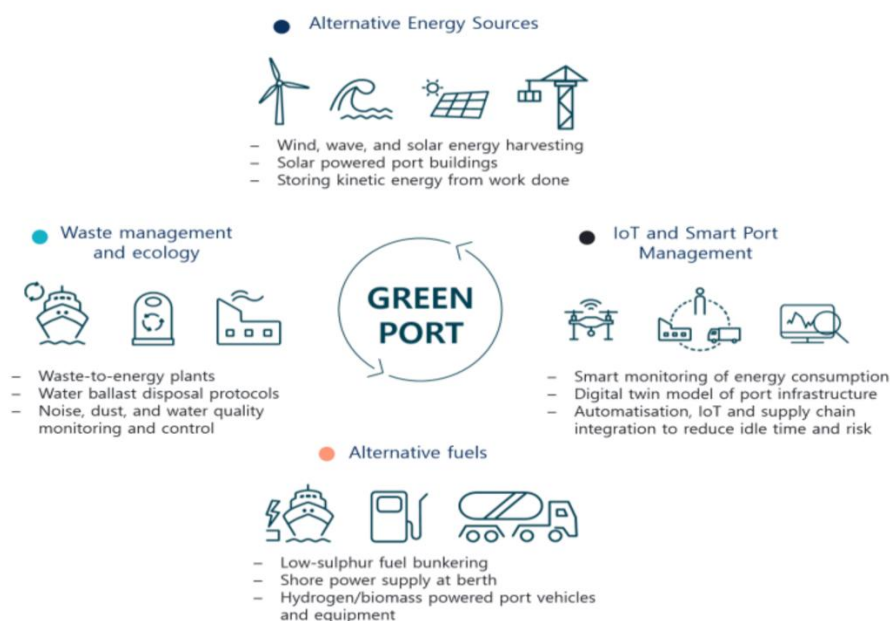 Alternative Energy Sources
– Wind, wave, and solar energy harvesting
– Solar powered port buildings
– Storing kinetic energy from work done
Waste management
and ecology
– Waste-to-energy plants
– Water ballast disposal protocols
– Noise, dust, and water quality
monitoring and control
GREEN
PORT
IoT and Smart Port
Management
– Smart monitoring of energy consumption
– Digital twin model of port infrastructure
– Automatisation, IoT and supply chain
integration to reduce idle time and risk
Alternative fuels
– Low-sulphur fuel bunkering
– Shore power supply at berth
– Hydrogen/biomass powered port vehicles
and equipment